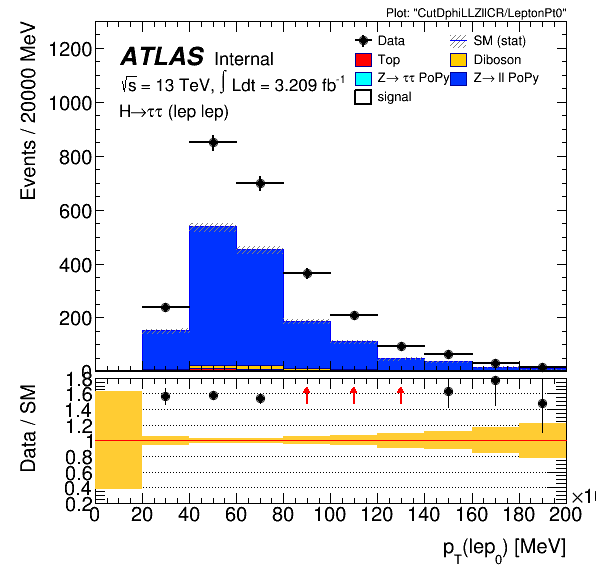 Plot: "CutDphiLLZllCR/LeptonPt0"
Events / 20000 MeV
1200
1000
800
600
400
200
0
ATLAS Internal
√s = 13 TeV, ∫ Ldt = 3.209 fb⁻¹
H→ττ (lep lep)
Data
SM (stat)
Top
Diboson
Z→ ττ PoPy
Z→ ll PoPy
signal
Data / SM
1.8
1.6
1.4
1.2
1
0.8
0.6
0.4
0.2
0 20 40 60 80 100 120 140 160 180 200
p_T(lep_0) [MeV]